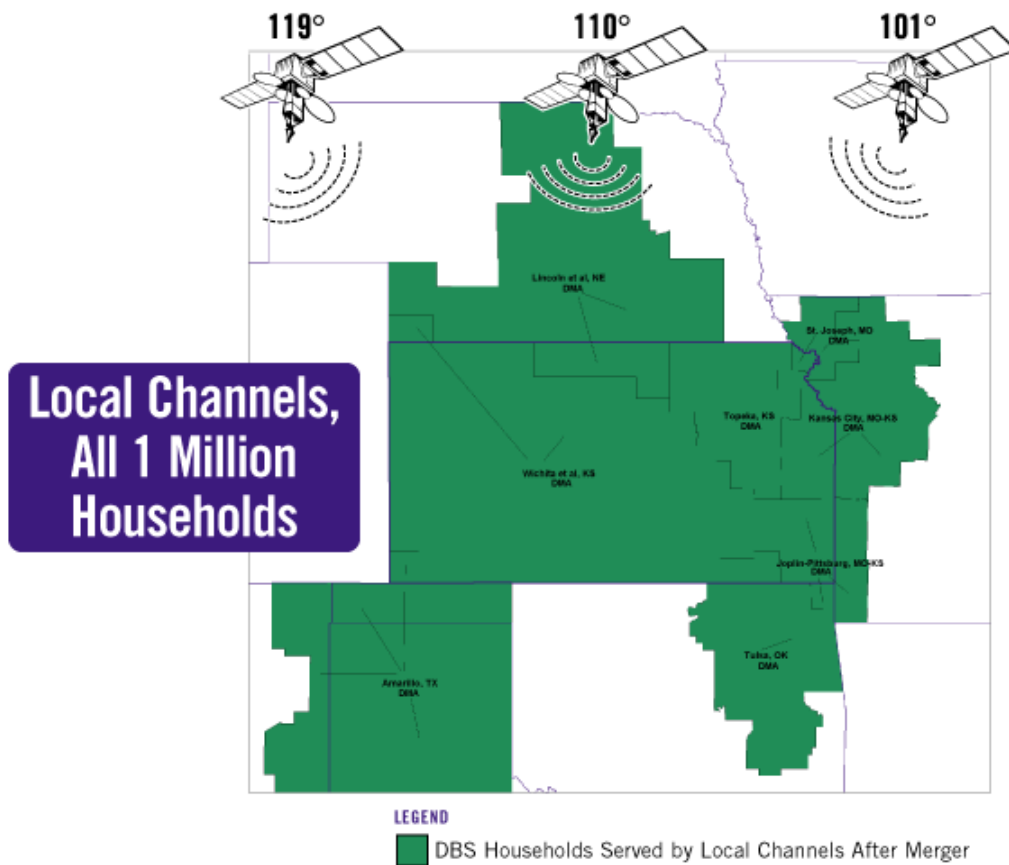 119° 110° 101°
Lincoln et al, NE
DMA
St. Joseph, MO
DMA
Local Channels,
All 1 Million
Households
Topeka, KS
DMA
Kansas City, MO-KS
DMA
Wichita et al, KS
DMA
Joplin-Pittsburg, MO-KS
DMA
Tulsa, OK
DMA
Amarillo, TX
DMA
LEGEND
DBS Households Served by Local Channels After Merger